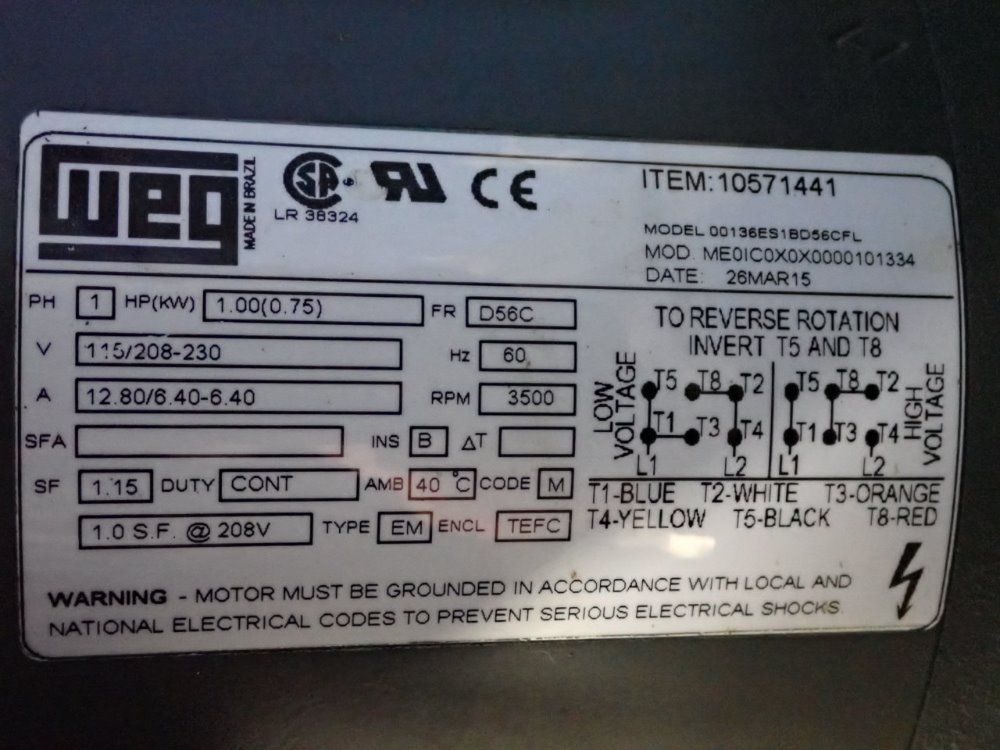 WEG
MADE IN BRAZIL
LR 38324
CE
ITEM:10571441
MODEL 00136ES1BD56CFL
MOD. ME0IC0X0X0000101334
DATE: 26MAR15
PH 1 HP(KW) 1.00(0.75) FR D56C
V 115/208-230 Hz 60
A 12.80/6.40-6.40 RPM 3500
SFA INS B ΔT
SF 1.15 DUTY CONT AMB 40 °C CODE M
1.0 S.F. @ 208V TYPE EM ENCL TEFC
TO REVERSE ROTATION
INVERT T5 AND T8
LOW VOLTAGE
T5 T8 T2
T1 T3 T4
L1 L2
T5 T8 T2
T1 T3 T4
L1 L2
HIGH VOLTAGE
T1-BLUE T2-WHITE T3-ORANGE
T4-YELLOW T5-BLACK T8-RED
WARNING - MOTOR MUST BE GROUNDED IN ACCORDANCE WITH LOCAL AND
NATIONAL ELECTRICAL CODES TO PREVENT SERIOUS ELECTRICAL SHOCKS.